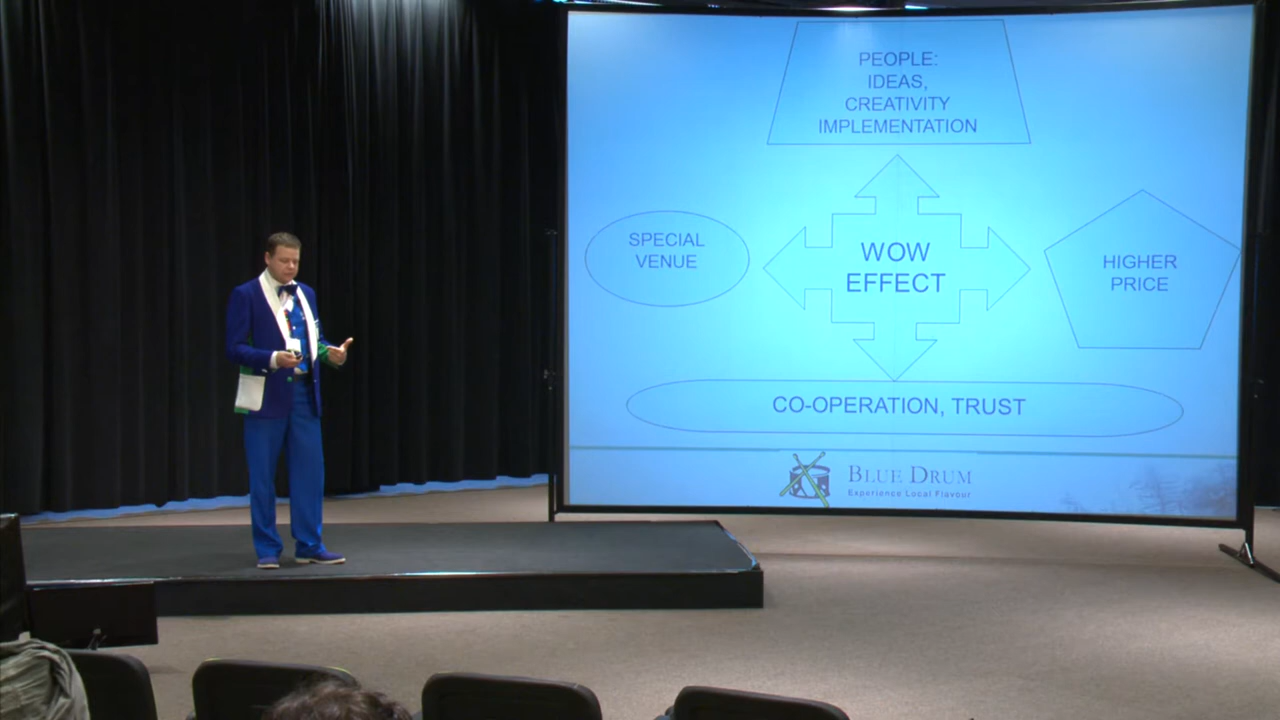 PEOPLE:
IDEAS,
CREATIVITY
IMPLEMENTATION
SPECIAL
VENUE
WOW
EFFECT
HIGHER
PRICE
CO-OPERATION, TRUST
BLUE DRUM
Experience Local Flavour